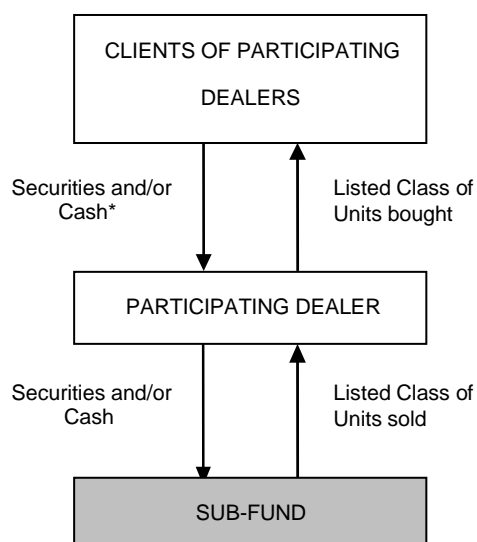 CLIENTS OF PARTICIPATING
DEALERS
Securities and/or
Cash*
Listed Class of
Units bought
PARTICIPATING DEALER
Securities and/or
Cash
Listed Class of
Units sold
SUB-FUND